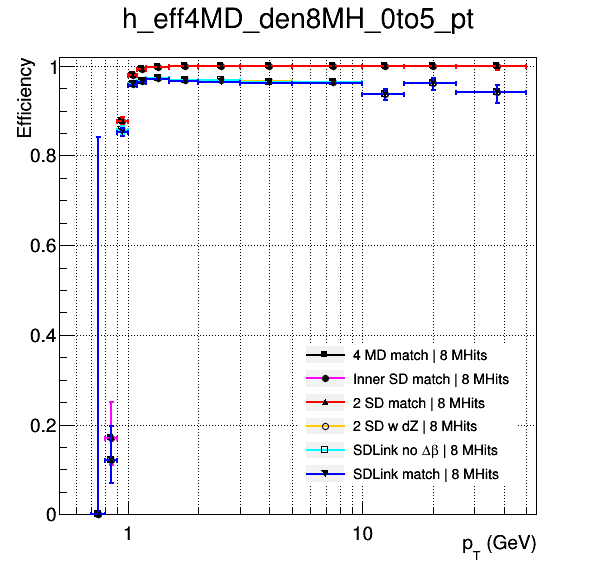 h_eff4MD_den8MH_0to5_pt
Efficiency
1
0.8
0.6
0.4
0.2
0
4 MD match | 8 MHits
Inner SD match | 8 MHits
2 SD match | 8 MHits
2 SD w dZ | 8 MHits
SDLink no Δβ | 8 MHits
SDLink match | 8 MHits
1 10
p_T (GeV)